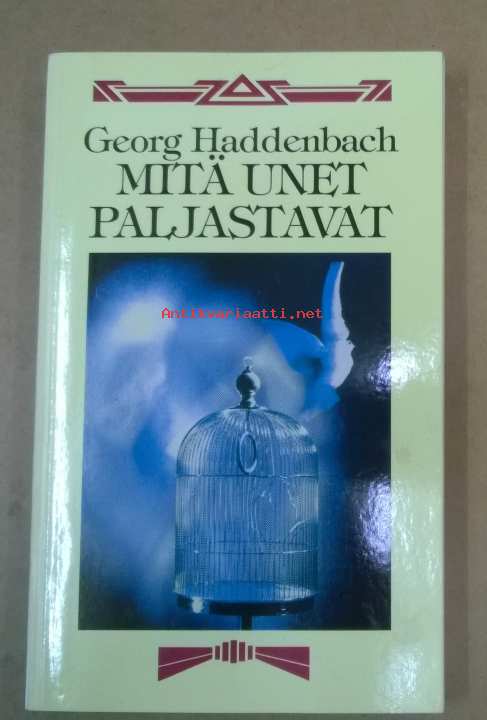 Georg Haddenbach
MITÄ UNET
PALJASTAVAT
Antikvariaatti.net